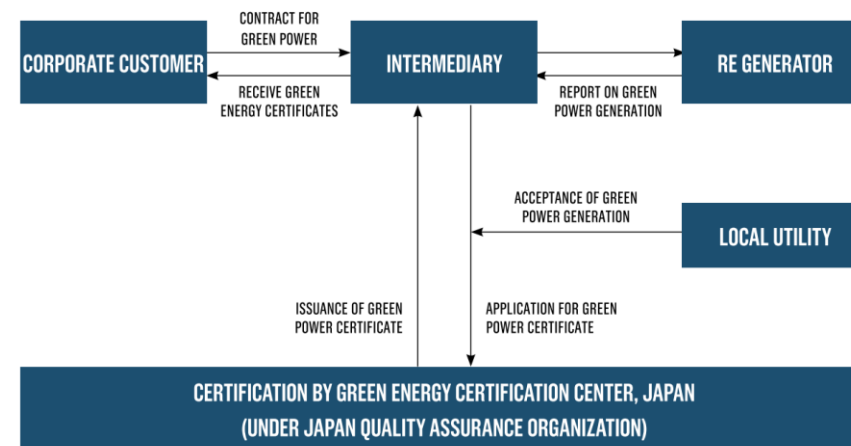 CONTRACT FOR
GREEN POWER
CORPORATE CUSTOMER
INTERMEDIARY
RE GENERATOR
RECEIVE GREEN
ENERGY CERTIFICATES
REPORT ON GREEN
POWER GENERATION
ACCEPTANCE OF GREEN
POWER GENERATION
LOCAL UTILITY
ISSUANCE OF GREEN
POWER CERTIFICATE
APPLICATION FOR GREEN
POWER CERTIFICATE
CERTIFICATION BY GREEN ENERGY CERTIFICATION CENTER, JAPAN
(UNDER JAPAN QUALITY ASSURANCE ORGANIZATION)